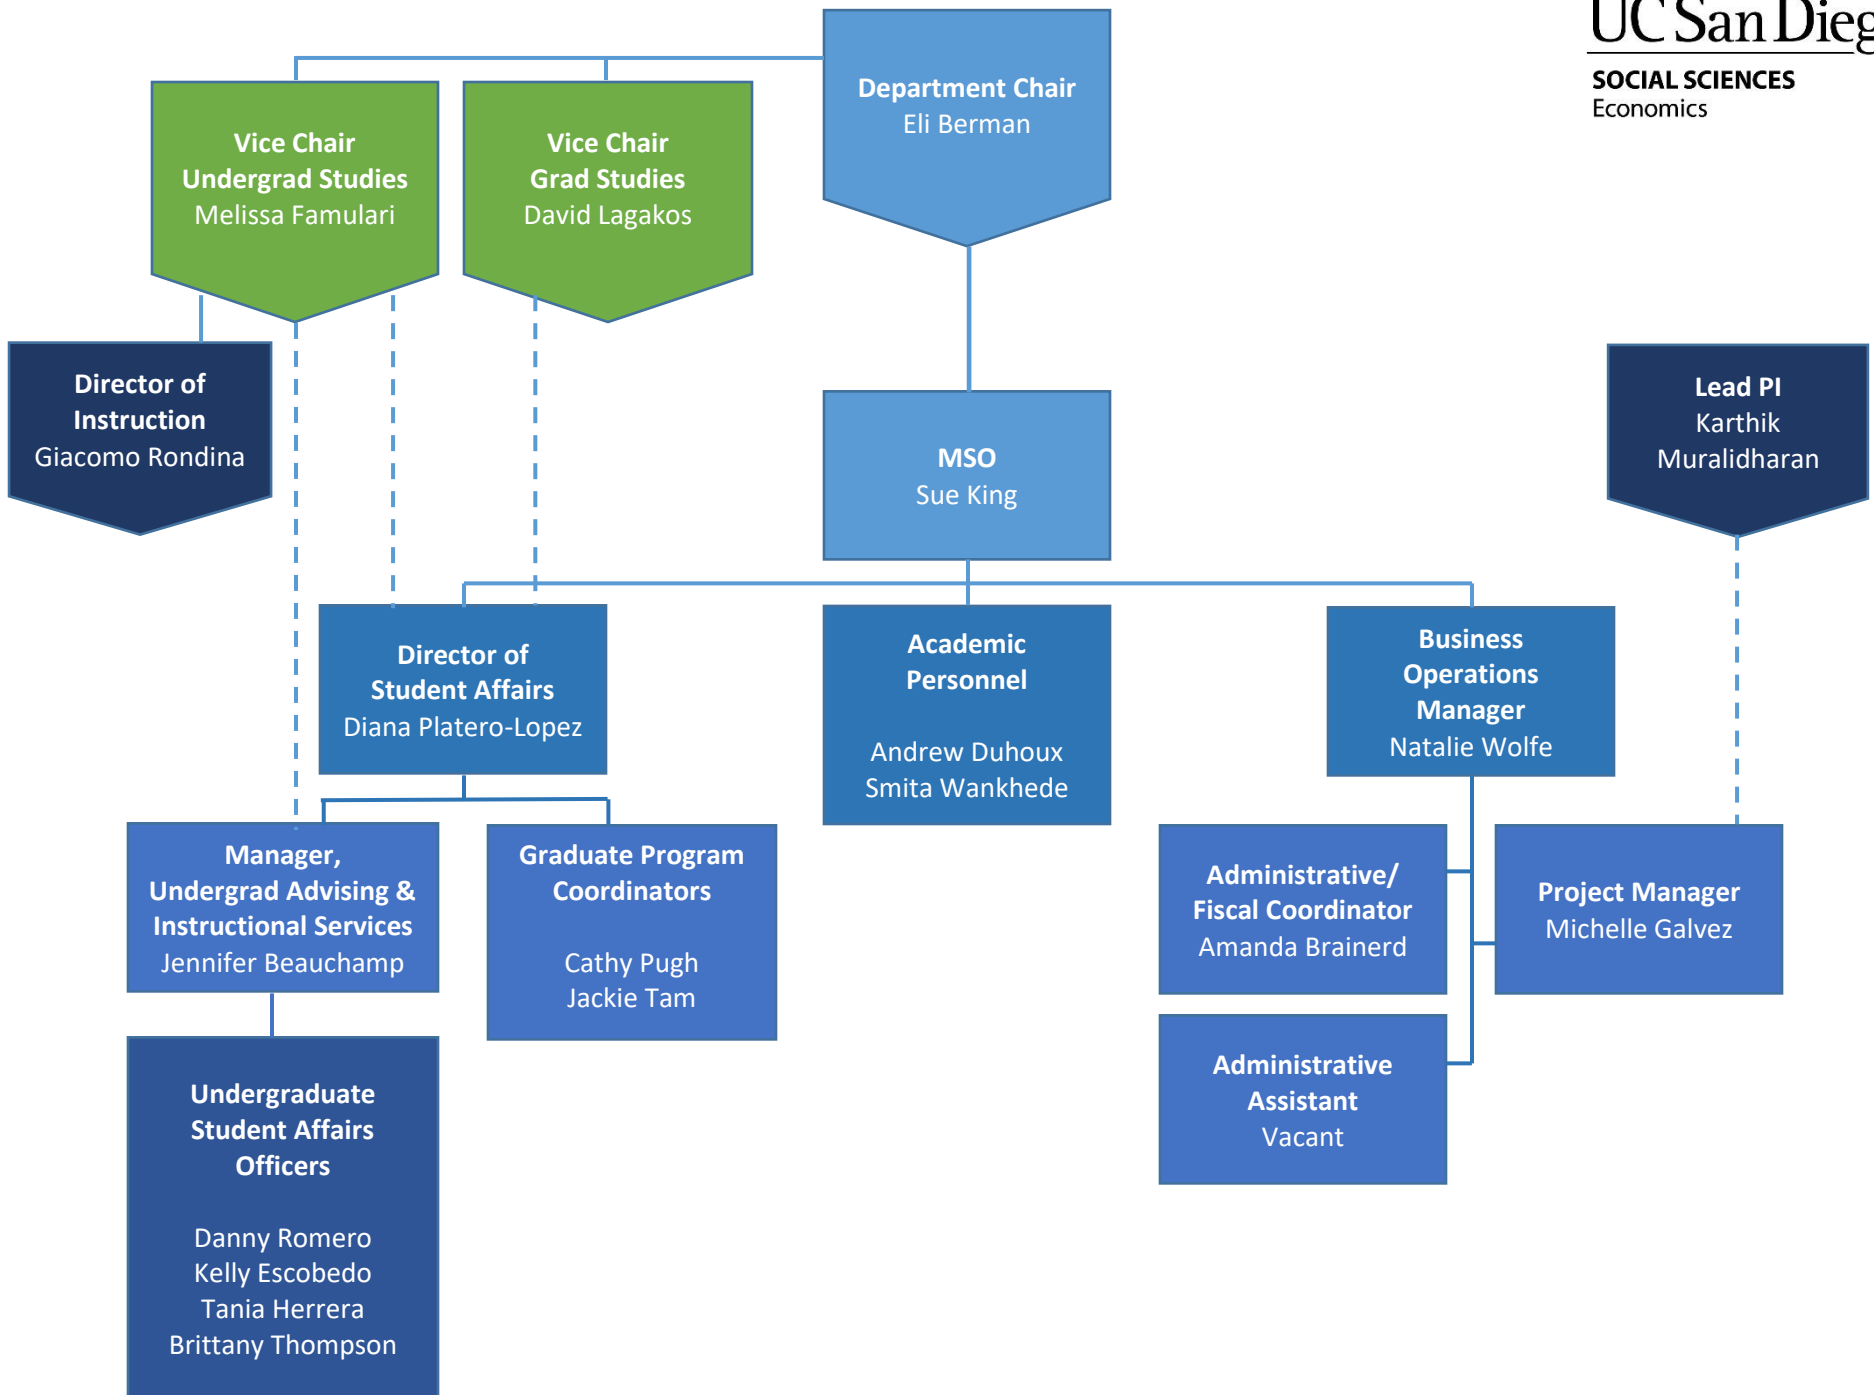 UC San Dieg
SOCIAL SCIENCES
Economics
Department Chair
Eli Berman
Vice Chair
Undergrad Studies
Melissa Famulari
Vice Chair
Grad Studies
David Lagakos
Director of
Instruction
Giacomo Rondina
Lead PI
Karthik
Muralidharan
MSO
Sue King
Director of
Student Affairs
Diana Platero-Lopez
Academic
Personnel
Andrew Duhoux
Smita Wankhede
Business
Operations
Manager
Natalie Wolfe
Manager,
Undergrad Advising &
Instructional Services
Jennifer Beauchamp
Graduate Program
Coordinators
Cathy Pugh
Jackie Tam
Administrative/
Fiscal Coordinator
Amanda Brainerd
Project Manager
Michelle Galvez
Administrative
Assistant
Vacant
Undergraduate
Student Affairs
Officers
Danny Romero
Kelly Escobedo
Tania Herrera
Brittany Thompson